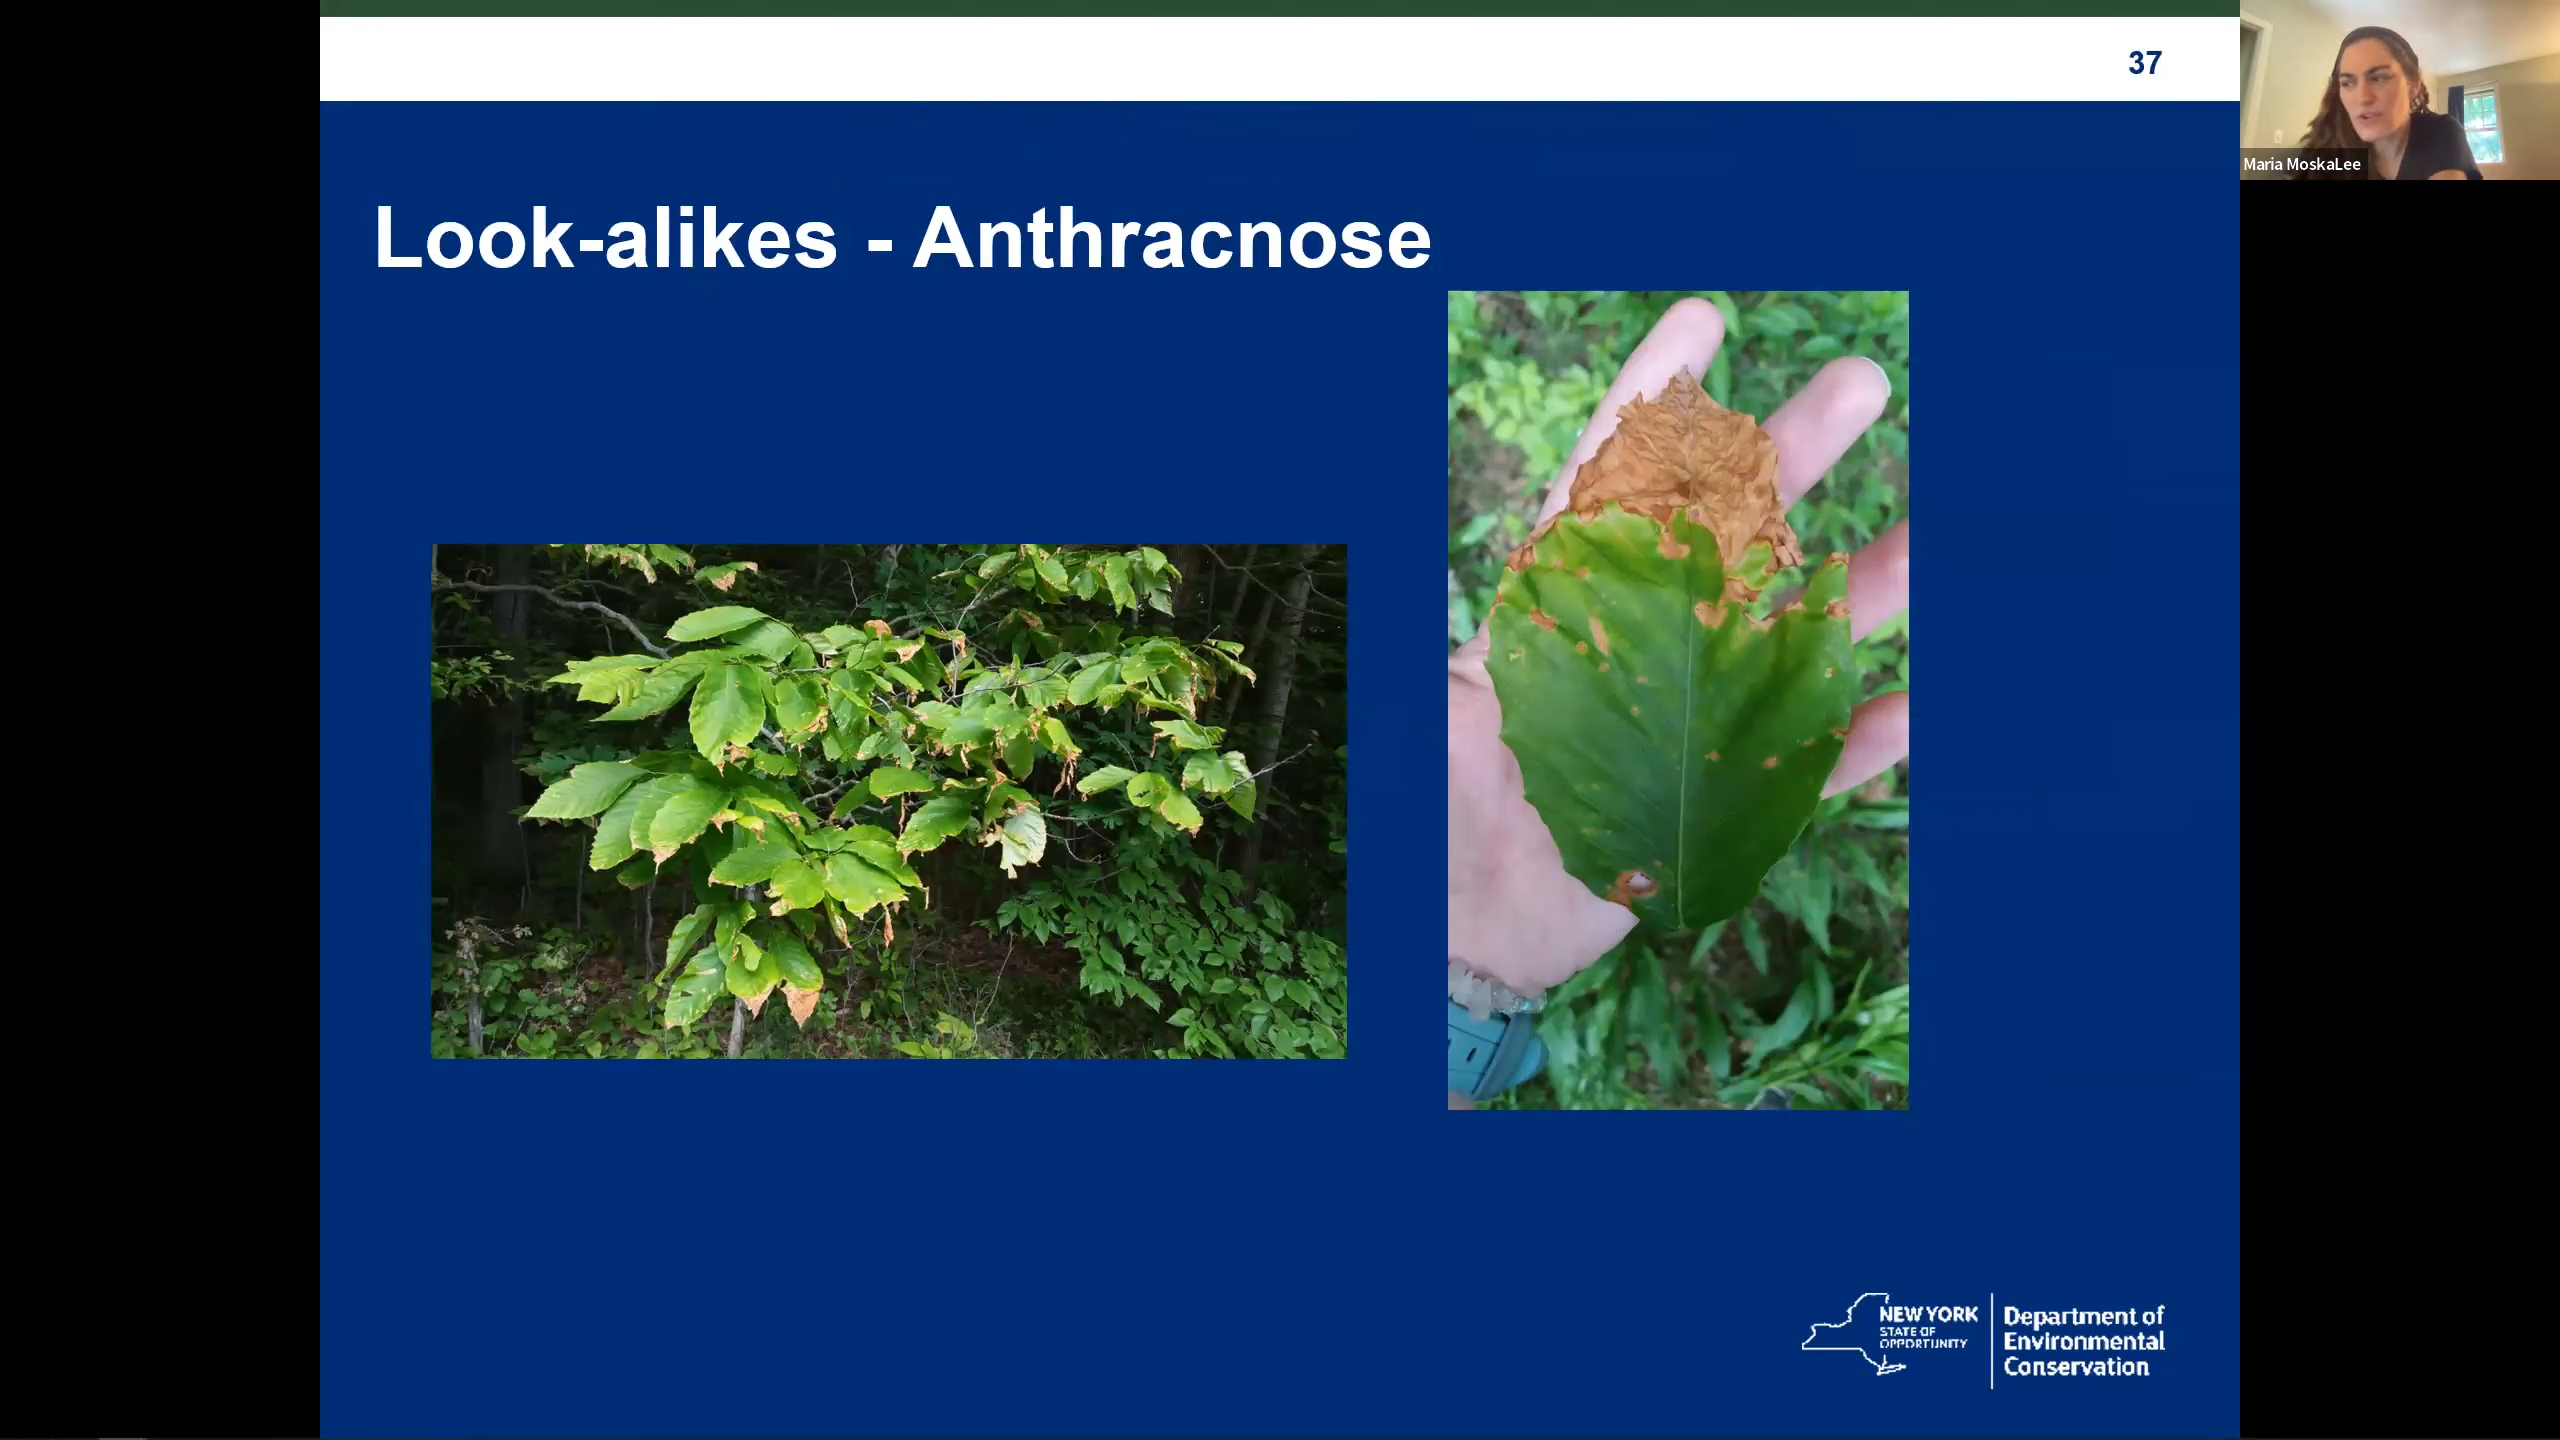 37
Maria MoskaLee
Look-alikes - Anthracnose
NEW YORK
STATE OF
OPPORTUNITY
Department of
Environmental
Conservation